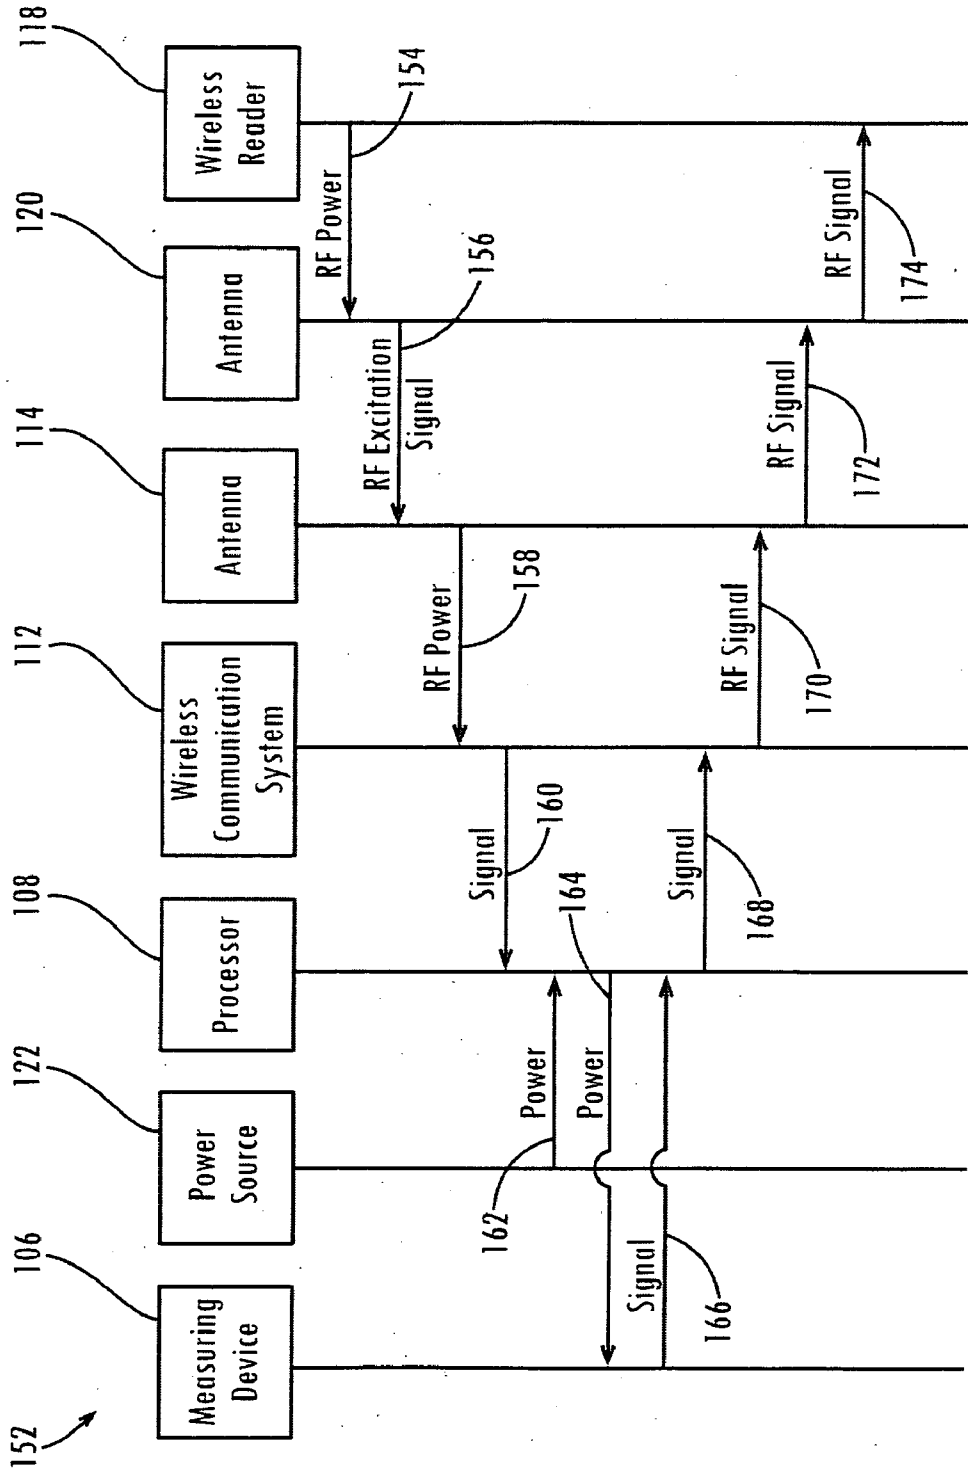 152
106
122
108
112
114
120
118
Measuring
Device
Power
Source
Processor
Wireless
Communication
System
Antenna
Antenna
Wireless
Reader
RF Power
154
RF Excitation
Signal
156
RF Power
158
Signal
160
Power
162
Power
164
Signal
166
Signal
168
RF Signal
170
RF Signal
172
RF Signal
174